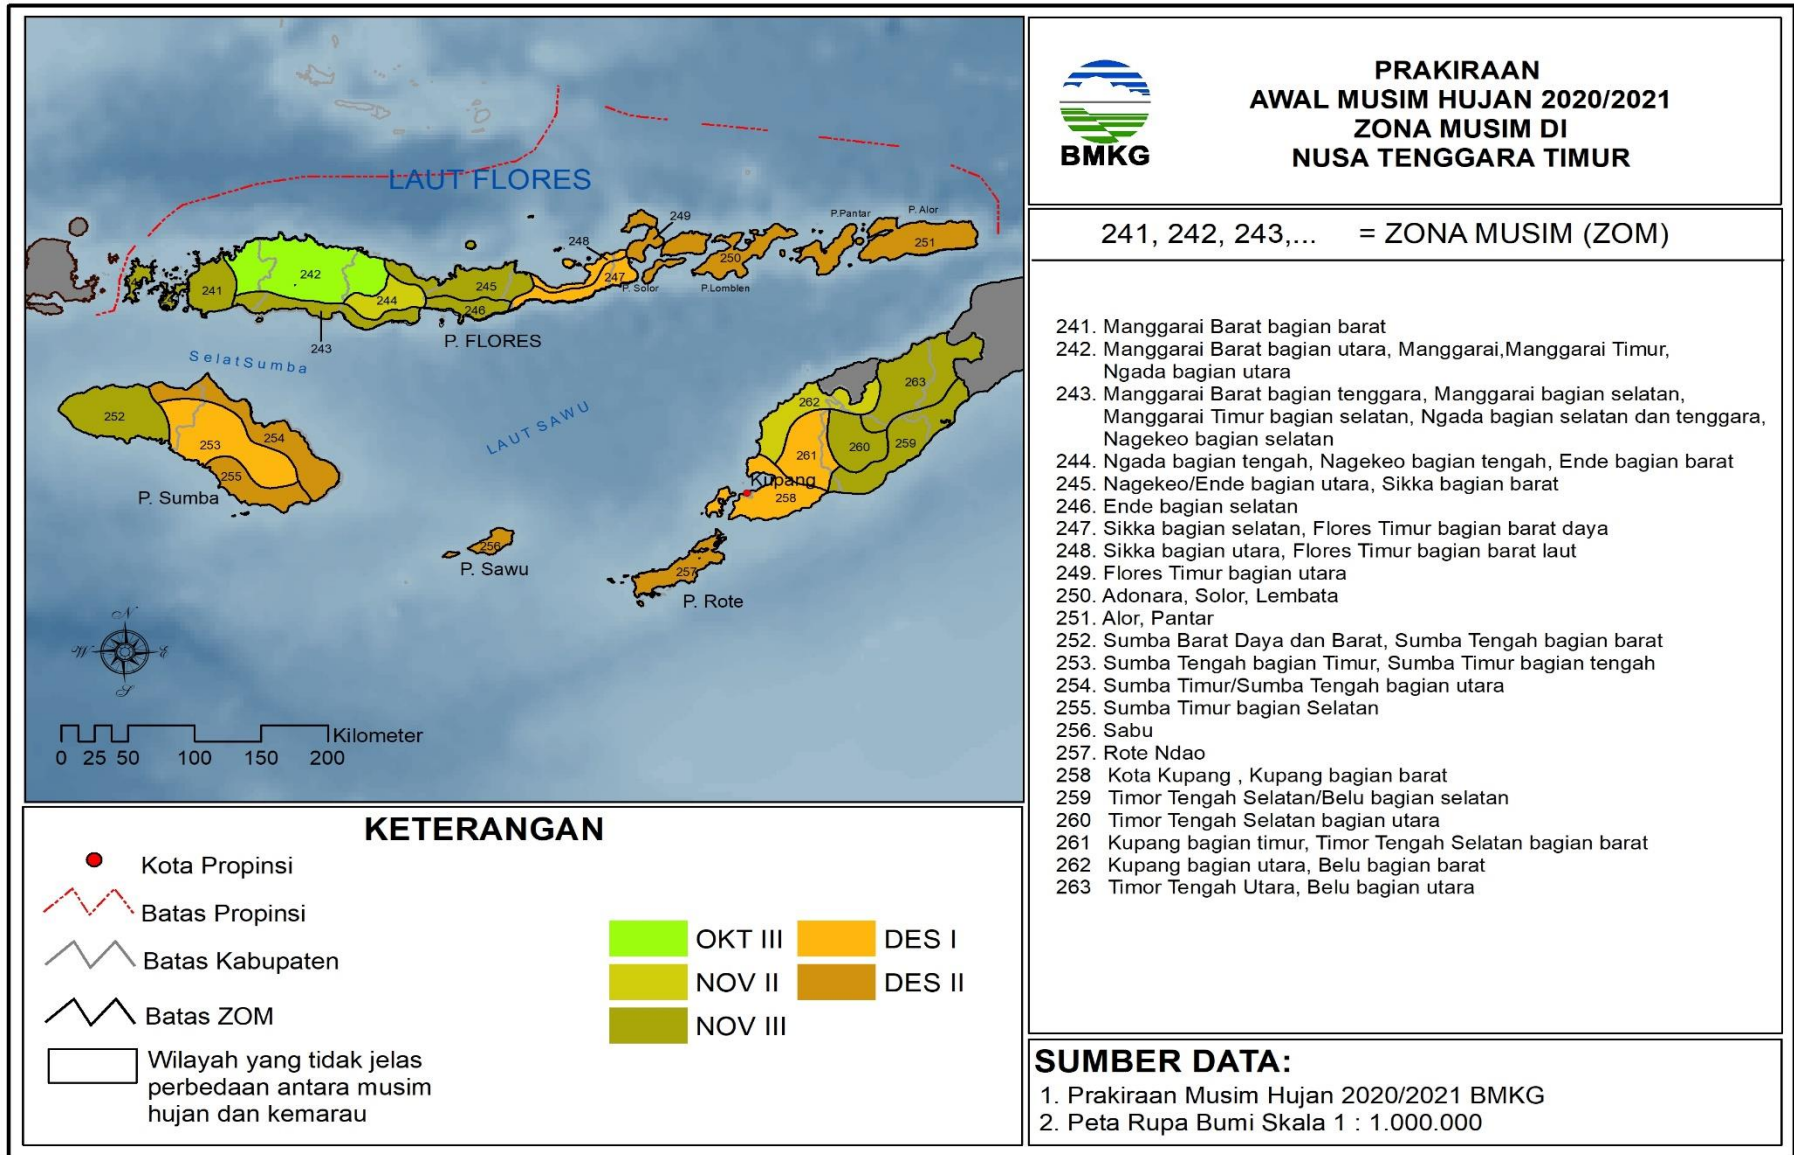 LAUT FLORES
P. Alor
P.Pantar
249
251
248
250
247
P. Solor
P.Lomblen
242
241
245
244
246
243
P. FLORES
SelatSumba
LAUT SAWU
252
253
254
255
P. Sumba
263
262
260
259
261
Kupang
258
256
P. Sawu
257
P. Rote
N
W
E
S
Kilometer
0 25 50 100 150 200
BMKG
PRAKIRAAN
AWAL MUSIM HUJAN 2020/2021
ZONA MUSIM DI
NUSA TENGGARA TIMUR
241, 242, 243,... = ZONA MUSIM (ZOM)
241. Manggarai Barat bagian barat
242. Manggarai Barat bagian utara, Manggarai,Manggarai Timur,
Ngada bagian utara
243. Manggarai Barat bagian tenggara, Manggarai bagian selatan,
Manggarai Timur bagian selatan, Ngada bagian selatan dan tenggara,
Nagekeo bagian selatan
244. Ngada bagian tengah, Nagekeo bagian tengah, Ende bagian barat
245. Nagekeo/Ende bagian utara, Sikka bagian barat
246. Ende bagian selatan
247. Sikka bagian selatan, Flores Timur bagian barat daya
248. Sikka bagian utara, Flores Timur bagian barat laut
249. Flores Timur bagian utara
250. Adonara, Solor, Lembata
251. Alor, Pantar
252. Sumba Barat Daya dan Barat, Sumba Tengah bagian barat
253. Sumba Tengah bagian Timur, Sumba Timur bagian tengah
254. Sumba Timur/Sumba Tengah bagian utara
255. Sumba Timur bagian Selatan
256. Sabu
257. Rote Ndao
258 Kota Kupang , Kupang bagian barat
259 Timor Tengah Selatan/Belu bagian selatan
260 Timor Tengah Selatan bagian utara
261 Kupang bagian timur, Timor Tengah Selatan bagian barat
262 Kupang bagian utara, Belu bagian barat
263 Timor Tengah Utara, Belu bagian utara
KETERANGAN
Kota Propinsi
Batas Propinsi
Batas Kabupaten
Batas ZOM
Wilayah yang tidak jelas
perbedaan antara musim
hujan dan kemarau
OKT III
DES I
NOV II
DES II
NOV III
SUMBER DATA:
1. Prakiraan Musim Hujan 2020/2021 BMKG
2. Peta Rupa Bumi Skala 1 : 1.000.000